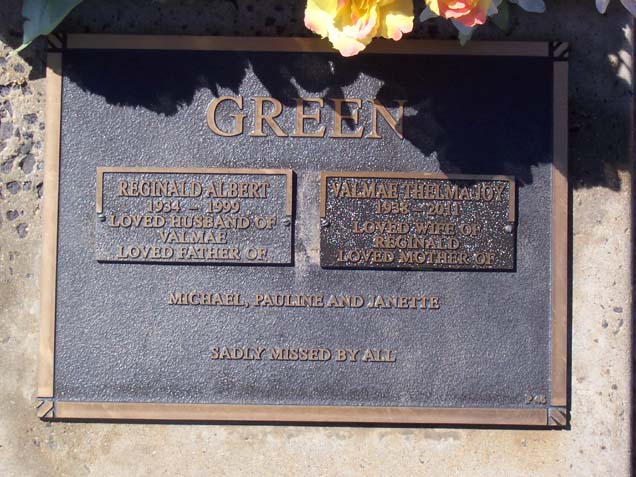 GREEN
REGINALD ALBERT
1934 – 1999
LOVED HUSBAND OF
VALMAE
LOVED FATHER OF
VALMAE THELMA JOY
1938 – 2011
LOVED WIFE OF
REGINALD
LOVED MOTHER OF
MICHAEL, PAULINE AND JANETTE
SADLY MISSED BY ALL